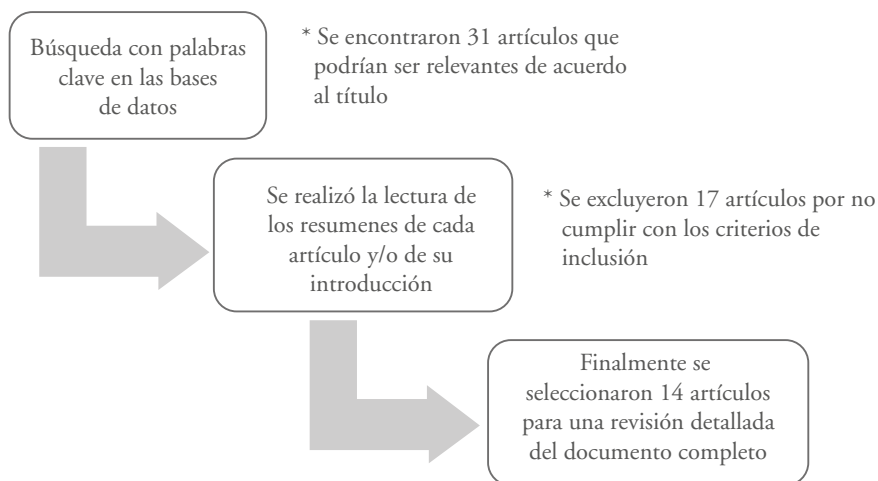 Búsqueda con palabras
clave en las bases
de datos
* Se encontraron 31 artículos que
podrían ser relevantes de acuerdo
al título
Se realizó la lectura de
los resumenes de cada
artículo y/o de su
introducción
* Se excluyeron 17 artículos por no
cumplir con los criterios de
inclusión
Finalmente se
seleccionaron 14 artículos
para una revisión detallada
del documento completo